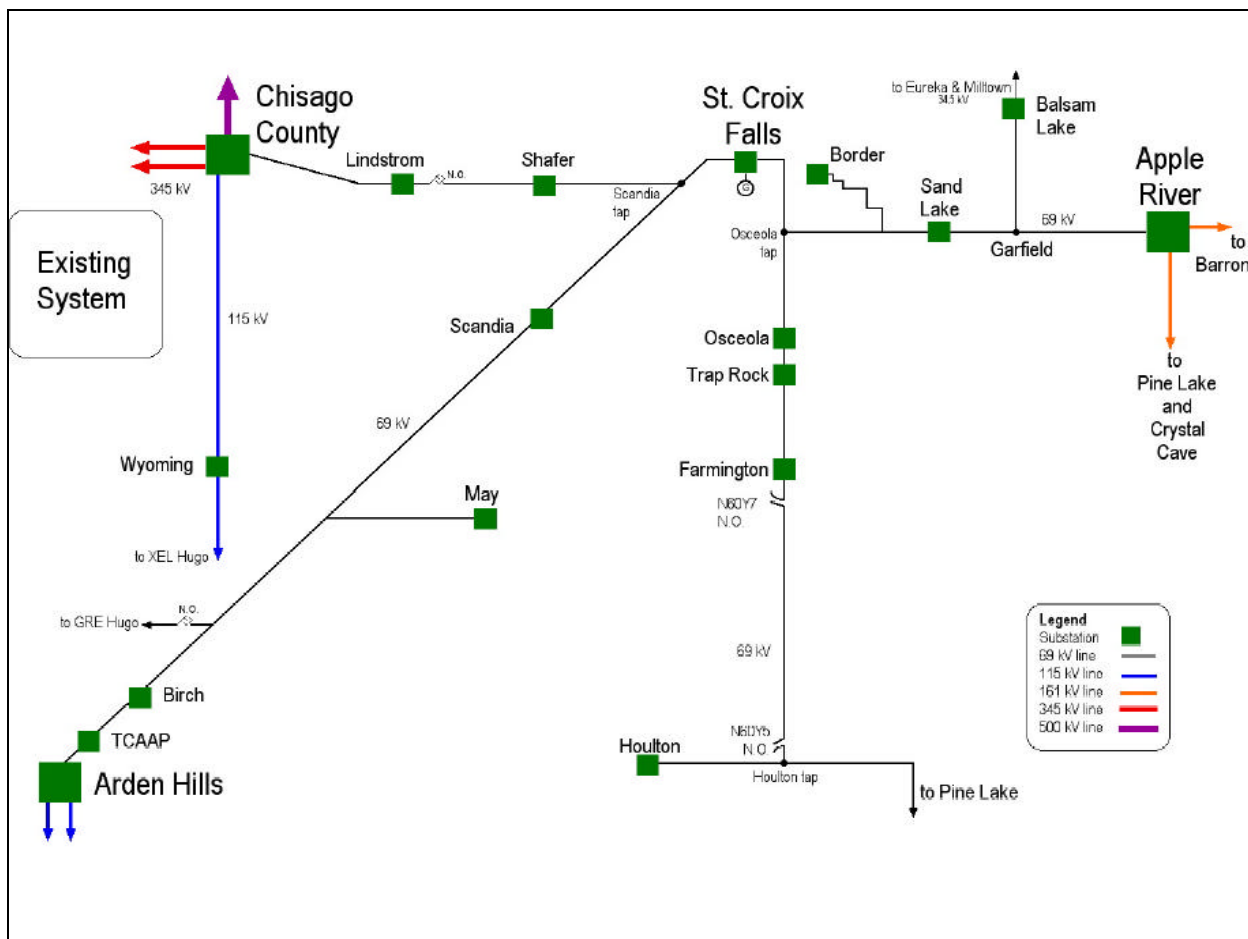 Chisago
County
345 kV
Existing
System
115 kV
Wyoming
to XEL Hugo
to GRE Hugo
N.O.
Birch
TCAAP
Arden Hills
Lindstrom
N.O.
Shafer
Scandia
tap
Scandia
69 kV
May
St. Croix
Falls
G
Border
Osceola
tap
Sand
Lake
to Eureka & Milltown
34.5 kV
Balsam
Lake
Garfield
69 kV
Apple
River
to
Barron
to
Pine Lake
and
Crystal
Cave
Osceola
Trap Rock
Farmington
N60Y7
N.O.
69 kV
N60Y5
N.O.
Houlton
Houlton tap
to Pine Lake
Legend
Substation
69 kV line
115 kV line
161 kV line
345 kV line
500 kV line